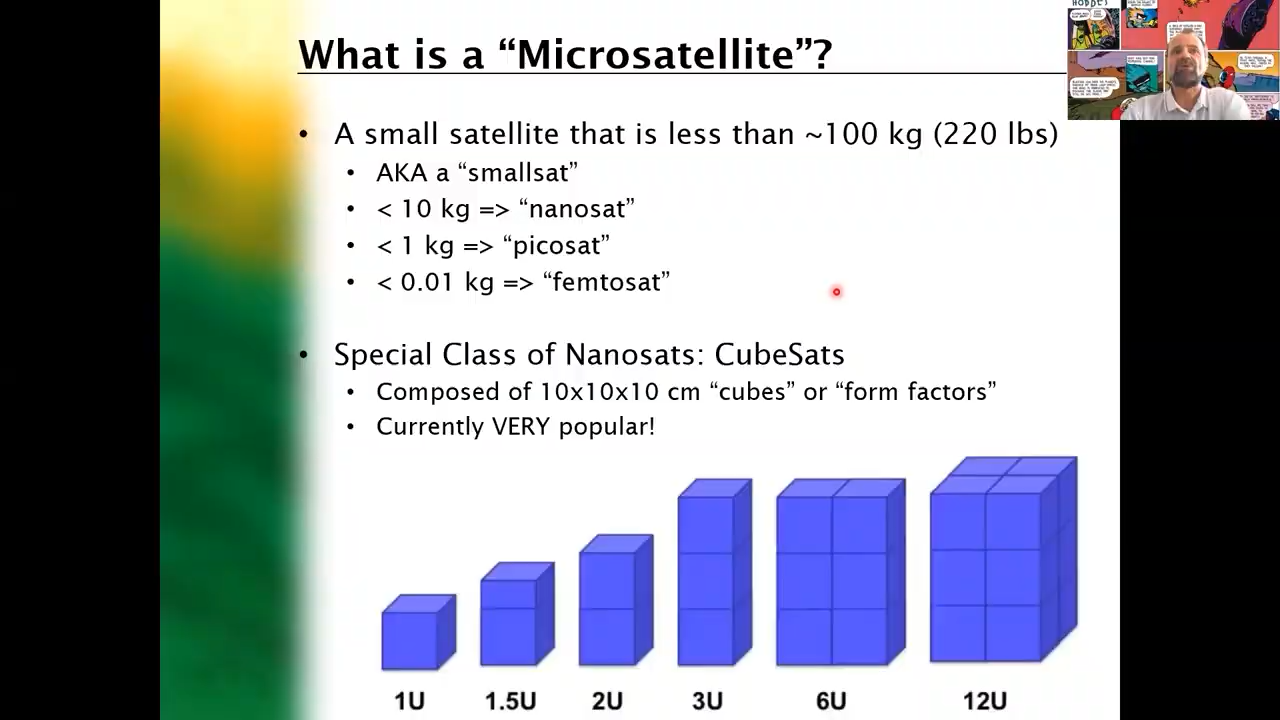 What is a “Microsatellite”?
• A small satellite that is less than ~100 kg (220 lbs)
• AKA a “smallsat”
• < 10 kg => “nanosat”
• < 1 kg => “picosat”
• < 0.01 kg => “femtosat”
• Special Class of Nanosats: CubeSats
• Composed of 10x10x10 cm “cubes” or “form factors”
• Currently VERY popular!
1U 1.5U 2U 3U 6U 12U